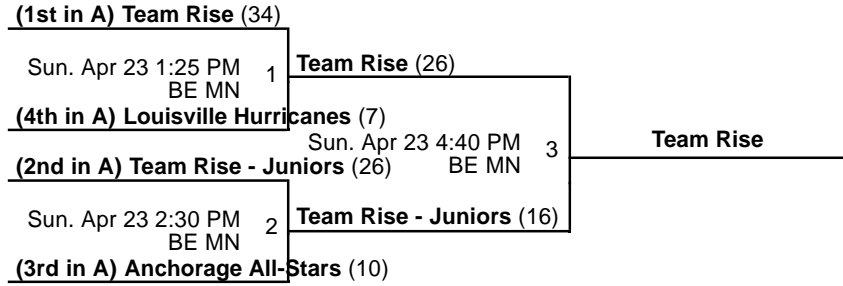 (1st in A) Team Rise (34)
Sun. Apr 23 1:25 PM 1
BE MN
Team Rise (26)
(4th in A) Louisville Hurricanes (7)
Sun. Apr 23 4:40 PM 3
BE MN
Team Rise
(2nd in A) Team Rise - Juniors (26)
Sun. Apr 23 2:30 PM 2
BE MN
Team Rise - Juniors (16)
(3rd in A) Anchorage All-Stars (10)